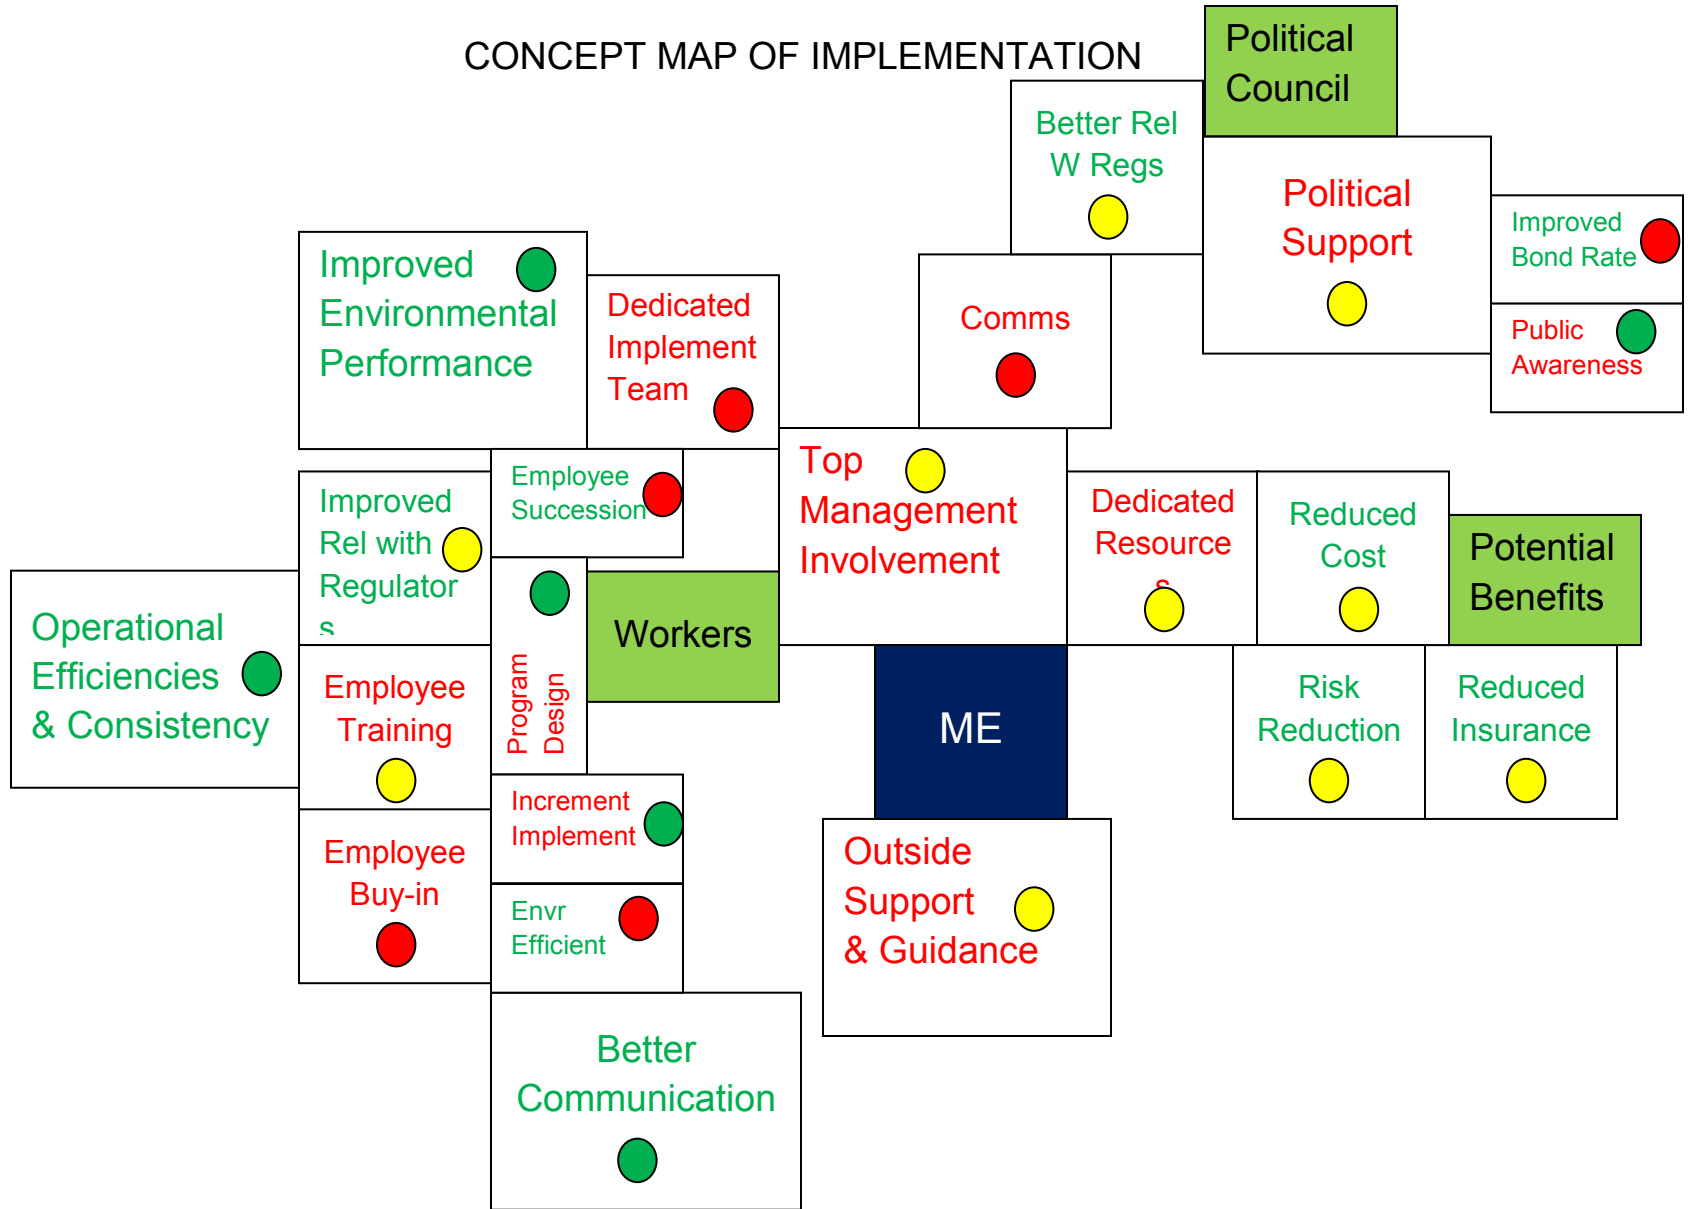 CONCEPT MAP OF IMPLEMENTATION
Political
Council
Better Rel
W Regs
Political
Support
Improved
Bond Rate
Public
Awareness
Improved
Environmental
Performance
Dedicated
Implement
Team
Comms
Employee
Succession
Top
Management
Involvement
Dedicated
Resource
s
Reduced
Cost
Potential
Benefits
Improved
Rel with
Regulator
s
Operational
Efficiencies
& Consistency
Workers
Program
Design
Employee
Training
ME
Risk
Reduction
Reduced
Insurance
Increment
Implement
Employee
Buy-in
Envr
Efficient
Outside
Support
& Guidance
Better
Communication